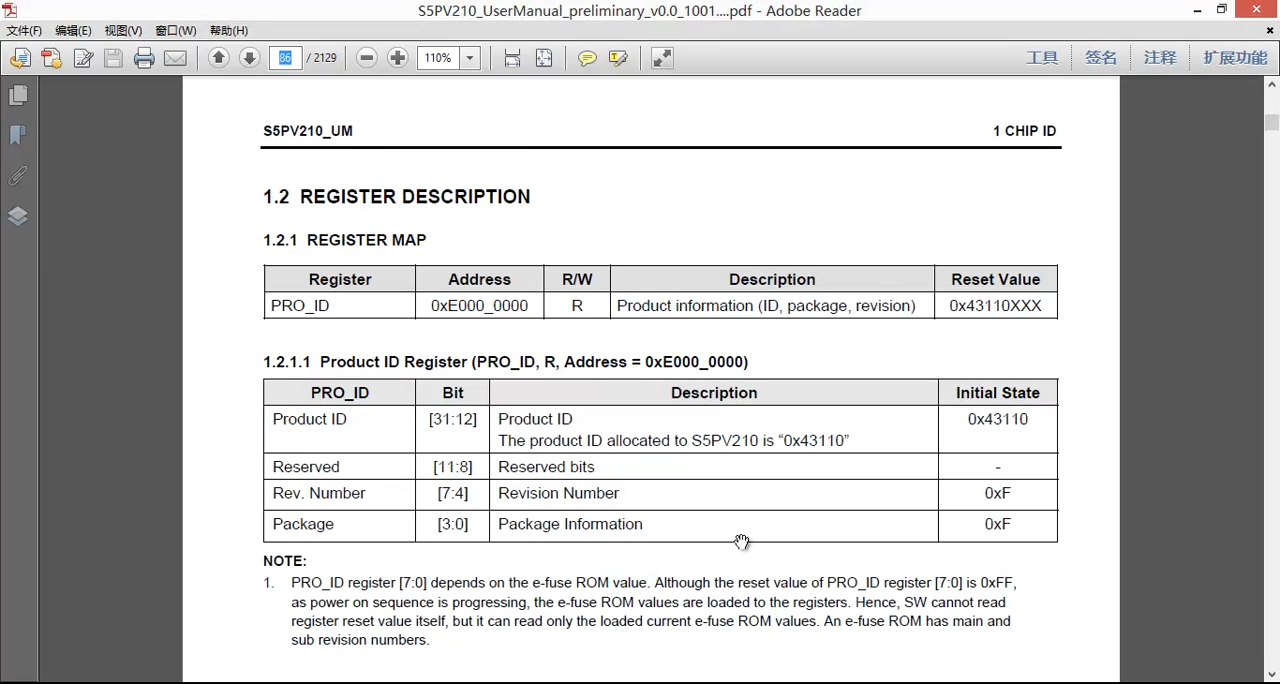 S5PV210_UserManual_preliminary_v0.0_1001....pdf - Adobe Reader
文件(F) 编辑(E) 视图(V) 窗口(W) 帮助(H)
86 / 2129 110% 工具 签名 注释 扩展功能
S5PV210_UM 1 CHIP ID
1.2 REGISTER DESCRIPTION
1.2.1 REGISTER MAP
Register Address R/W Description Reset Value
PRO_ID 0xE000_0000 R Product information (ID, package, revision) 0x43110XXX
1.2.1.1 Product ID Register (PRO_ID, R, Address = 0xE000_0000)
PRO_ID Bit Description Initial State
Product ID [31:12] Product ID 0x43110
The product ID allocated to S5PV210 is “0x43110”
Reserved [11:8] Reserved bits -
Rev. Number [7:4] Revision Number 0xF
Package [3:0] Package Information 0xF
NOTE:
1. PRO_ID register [7:0] depends on the e-fuse ROM value. Although the reset value of PRO_ID register [7:0] is 0xFF,
as power on sequence is progressing, the e-fuse ROM values are loaded to the registers. Hence, SW cannot read
register reset value itself, but it can read only the loaded current e-fuse ROM values. An e-fuse ROM has main and
sub revision numbers.